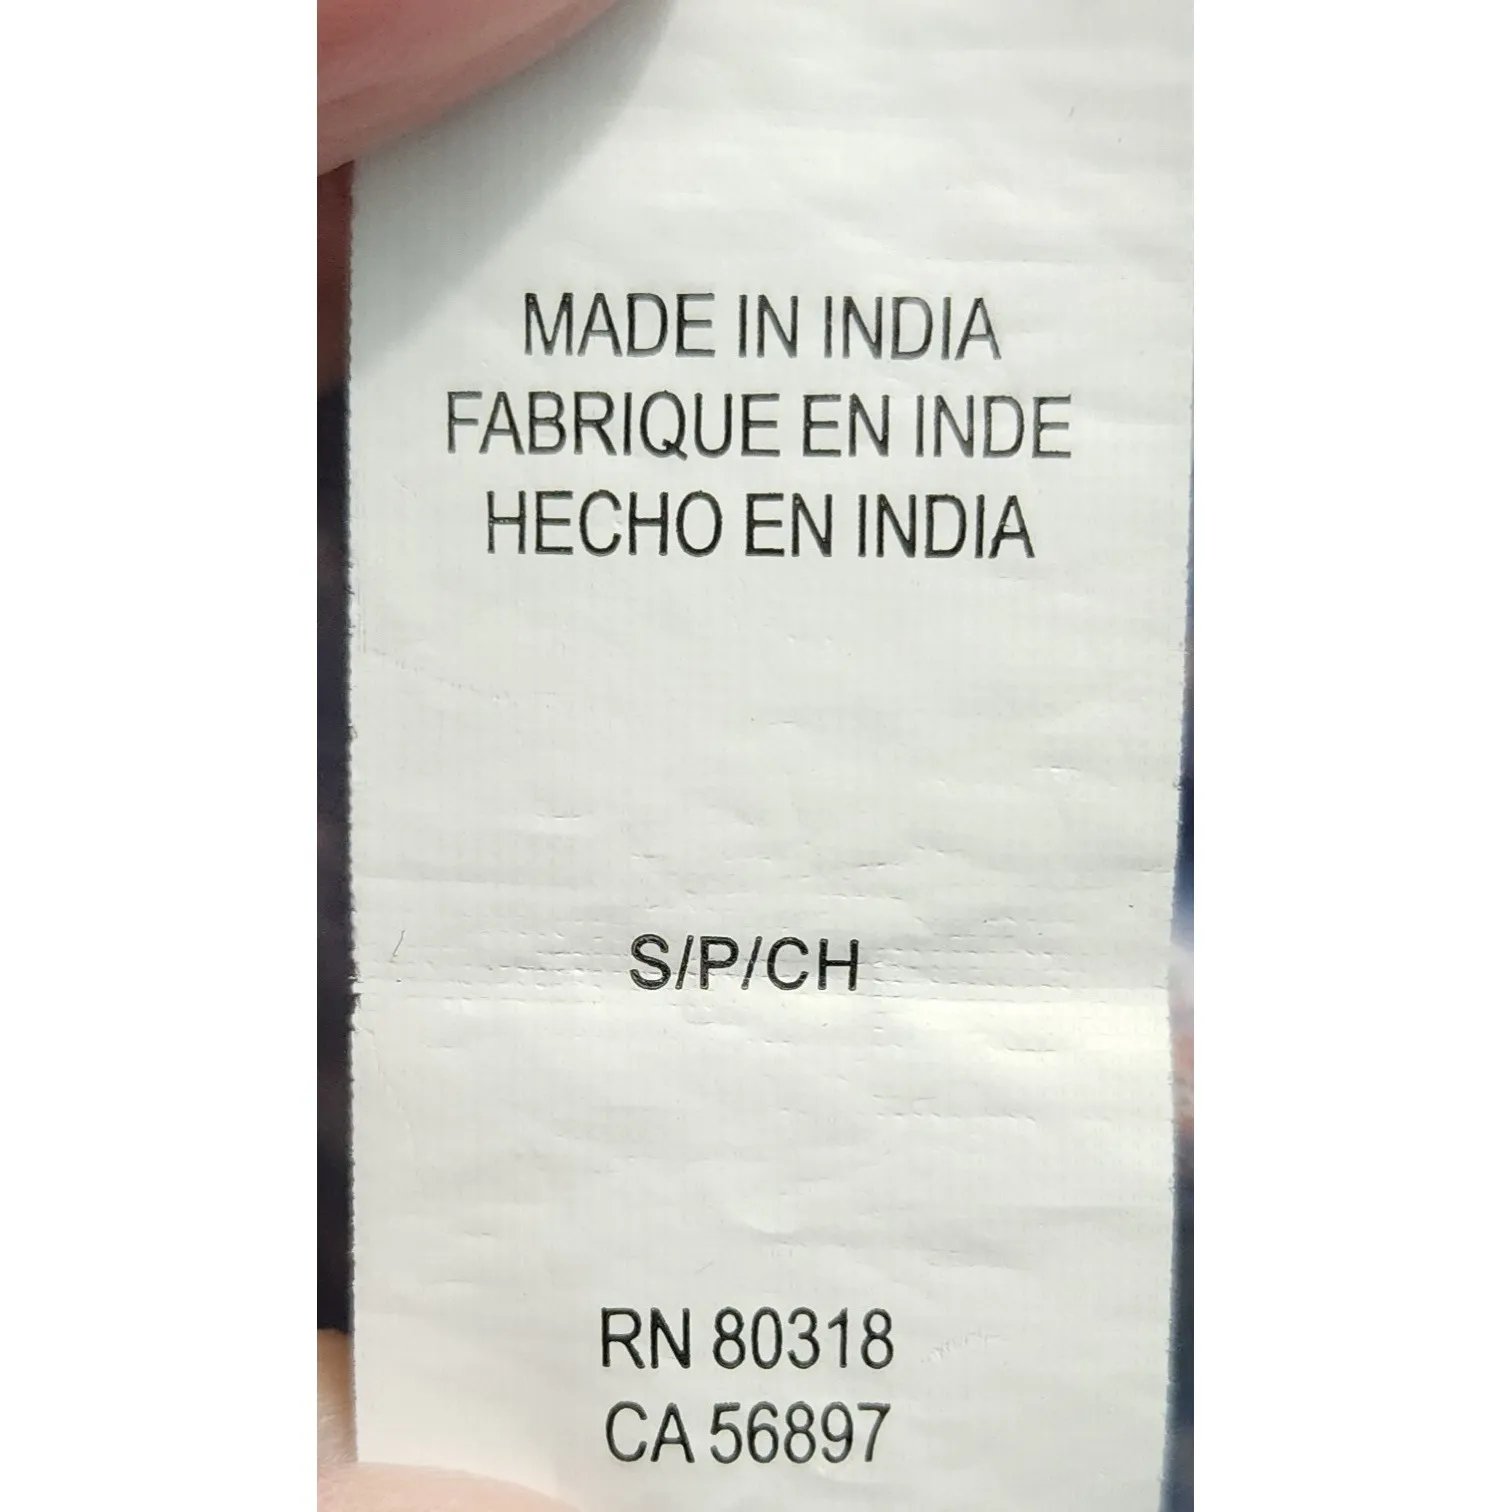 MADE IN INDIA
FABRIQUE EN INDE
HECHO EN INDIA
S/P/CH
RN 80318
CA 56897